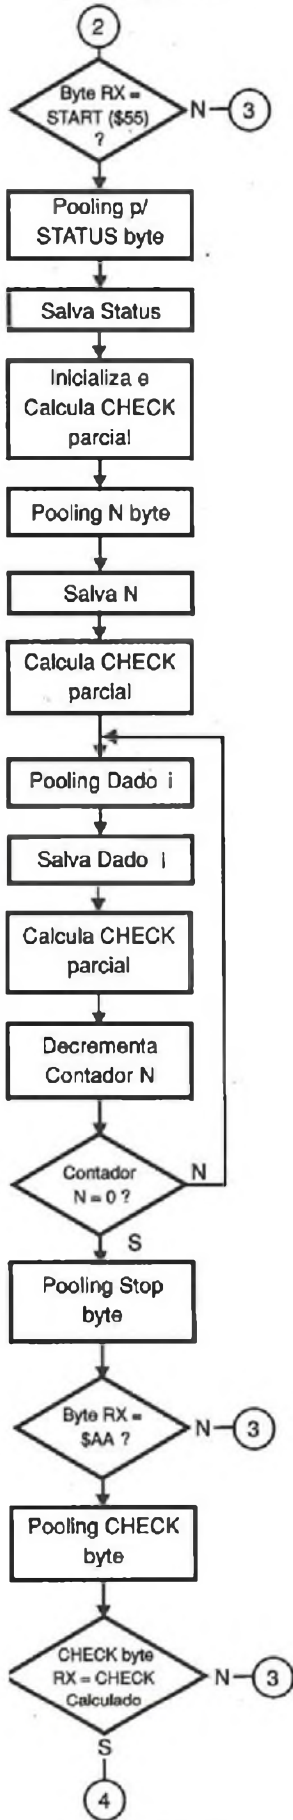 2
Byte RX =
START ($55)
?
N
3
Pooling p/
STATUS byte
Salva Status
Inicializa e
Calcula CHECK
parcial
Pooling N byte
Salva N
Calcula CHECK
parcial
Pooling Dado i
Salva Dado i
Calcula CHECK
parcial
Decrementa
Contador N
Contador
N = 0 ?
N
S
Pooling Stop
byte
Byte RX =
$AA ?
N
3
Pooling CHECK
byte
CHECK byte
RX = CHECK
Calculado
N
3
S
4